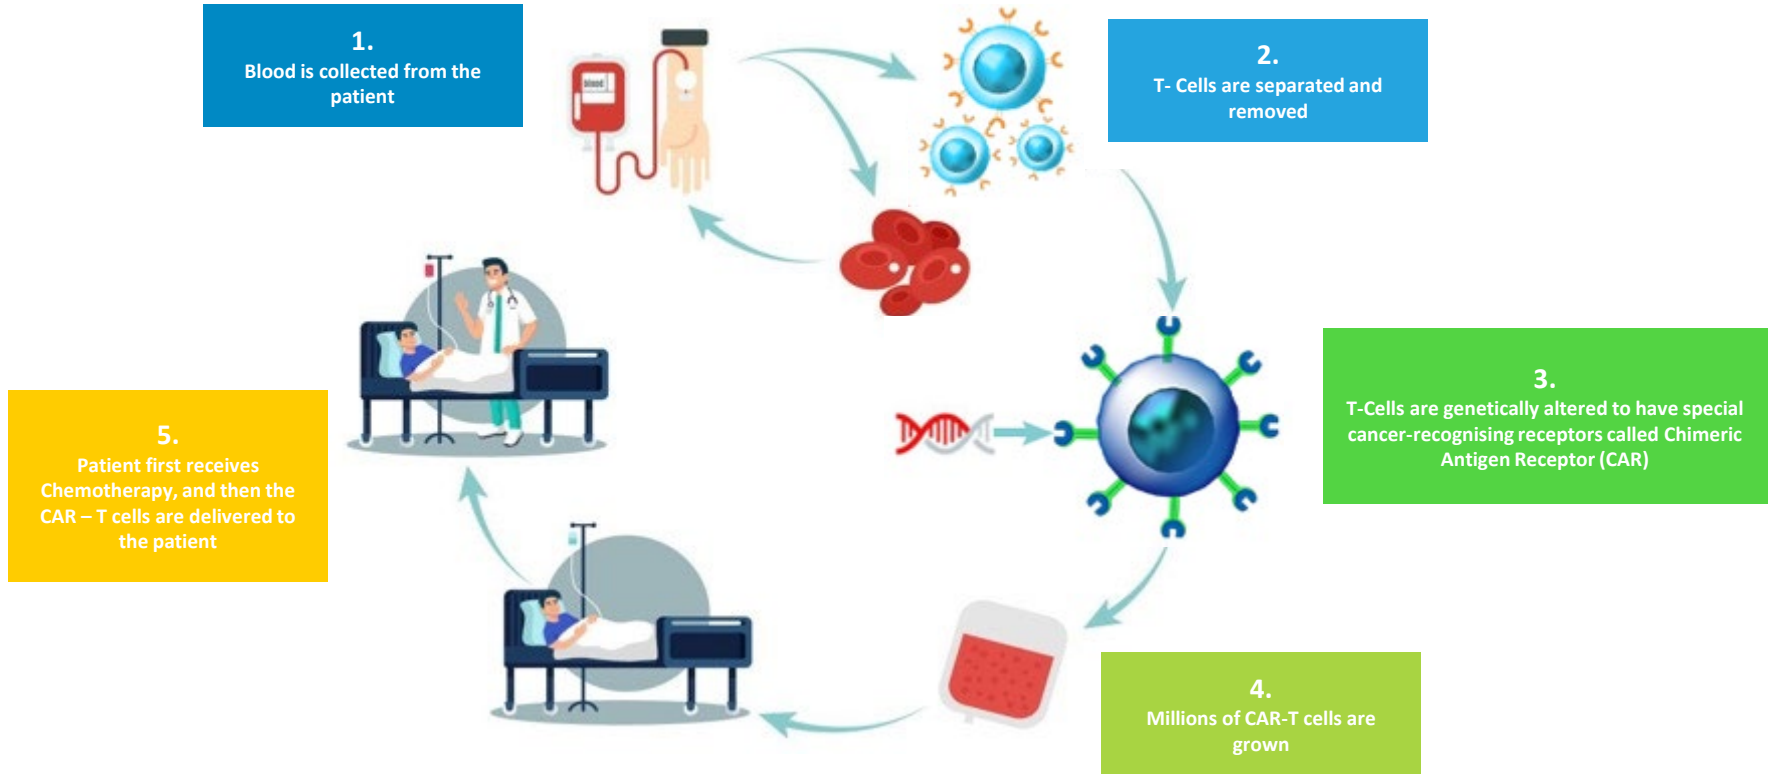 1.
Blood is collected from the
patient
blood
2.
T- Cells are separated and
removed
3.
T-Cells are genetically altered to have special
cancer-recognising receptors called Chimeric
Antigen Receptor (CAR)
4.
Millions of CAR-T cells are
grown
5.
Patient first receives
Chemotherapy, and then the
CAR – T cells are delivered to
the patient